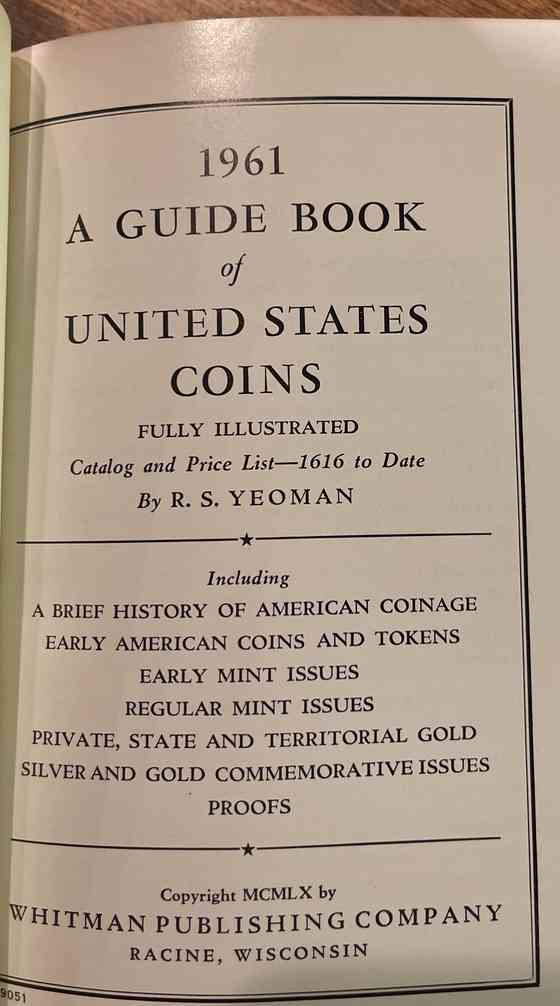 1961
A GUIDE BOOK
of
UNITED STATES
COINS
FULLY ILLUSTRATED
Catalog and Price List—1616 to Date
By R. S. YEOMAN
Including
A BRIEF HISTORY OF AMERICAN COINAGE
EARLY AMERICAN COINS AND TOKENS
EARLY MINT ISSUES
REGULAR MINT ISSUES
PRIVATE, STATE AND TERRITORIAL GOLD
SILVER AND GOLD COMMEMORATIVE ISSUES
PROOFS
Copyright MCMLX by
WHITMAN PUBLISHING COMPANY
RACINE, WISCONSIN
9051